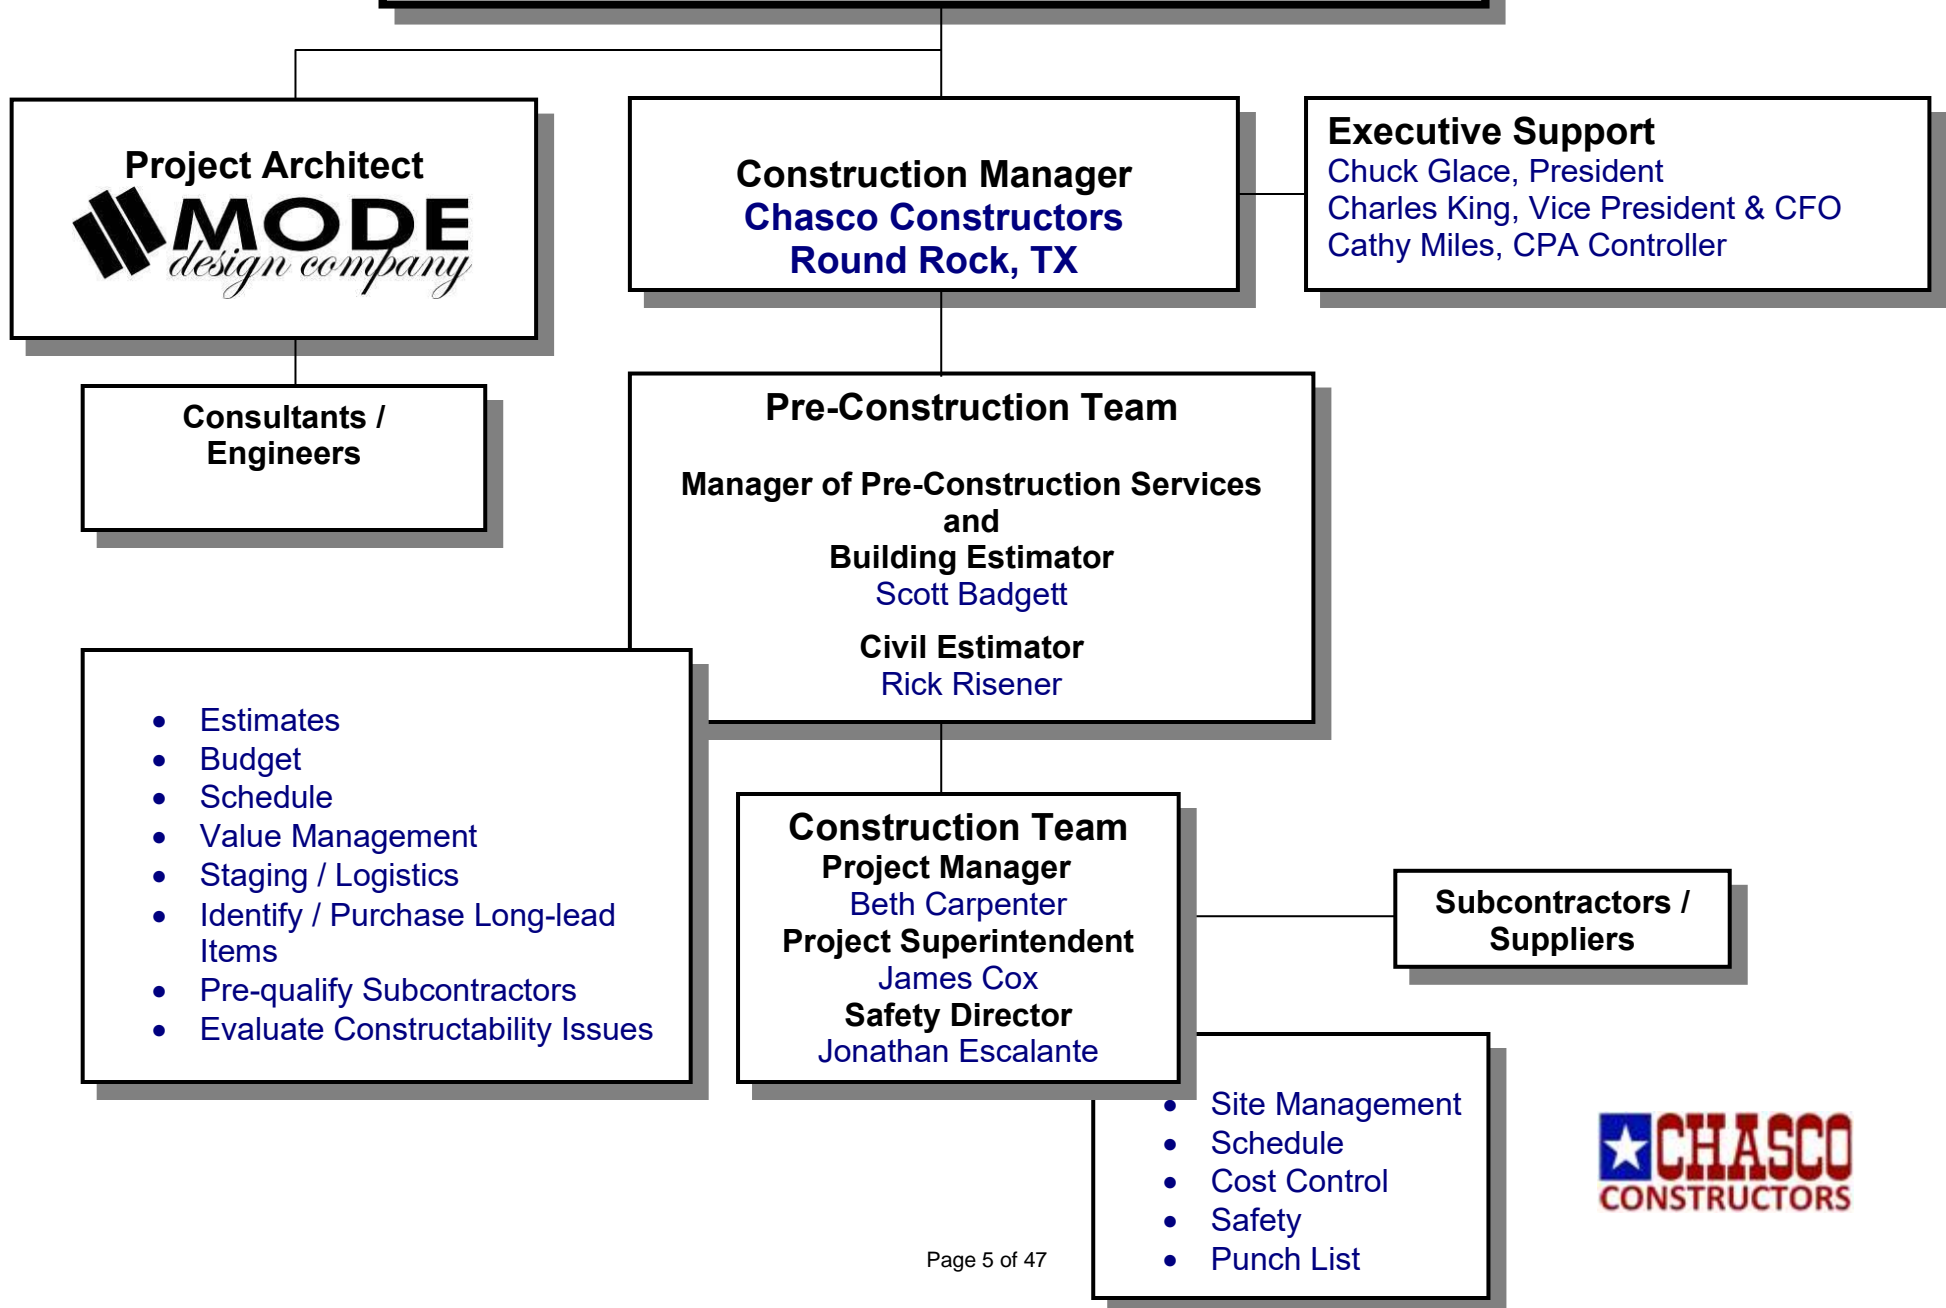 Project Architect
MODE
design company
Construction Manager
Chasco Constructors
Round Rock, TX
Executive Support
Chuck Glace, President
Charles King, Vice President & CFO
Cathy Miles, CPA Controller
Consultants /
Engineers
Pre-Construction Team
Manager of Pre-Construction Services
and
Building Estimator
Scott Badgett
Civil Estimator
Rick Risener
• Estimates
• Budget
• Schedule
• Value Management
• Staging / Logistics
• Identify / Purchase Long-lead
Items
• Pre-qualify Subcontractors
• Evaluate Constructability Issues
Construction Team
Project Manager
Beth Carpenter
Project Superintendent
James Cox
Safety Director
Jonathan Escalante
Subcontractors /
Suppliers
• Site Management
• Schedule
• Cost Control
• Safety
• Punch List
CHASCO
CONSTRUCTORS
Page 5 of 47